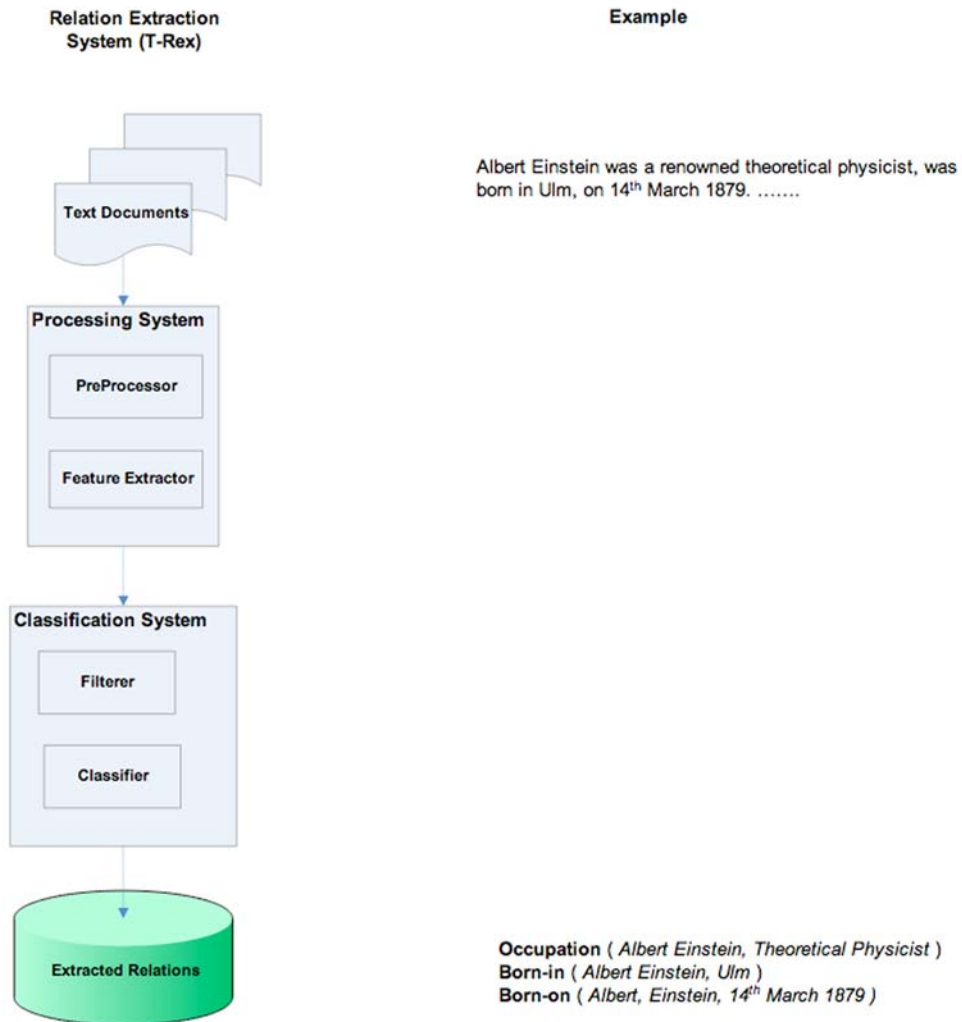 Relation Extraction
System (T-Rex)
Example
Text Documents
Albert Einstein was a renowned theoretical physicist, was
born in Ulm, on 14th March 1879. …….
Processing System
PreProcessor
Feature Extractor
Classification System
Filterer
Classifier
Extracted Relations
Occupation ( Albert Einstein, Theoretical Physicist )
Born-in ( Albert Einstein, Ulm )
Born-on ( Albert, Einstein, 14th March 1879 )